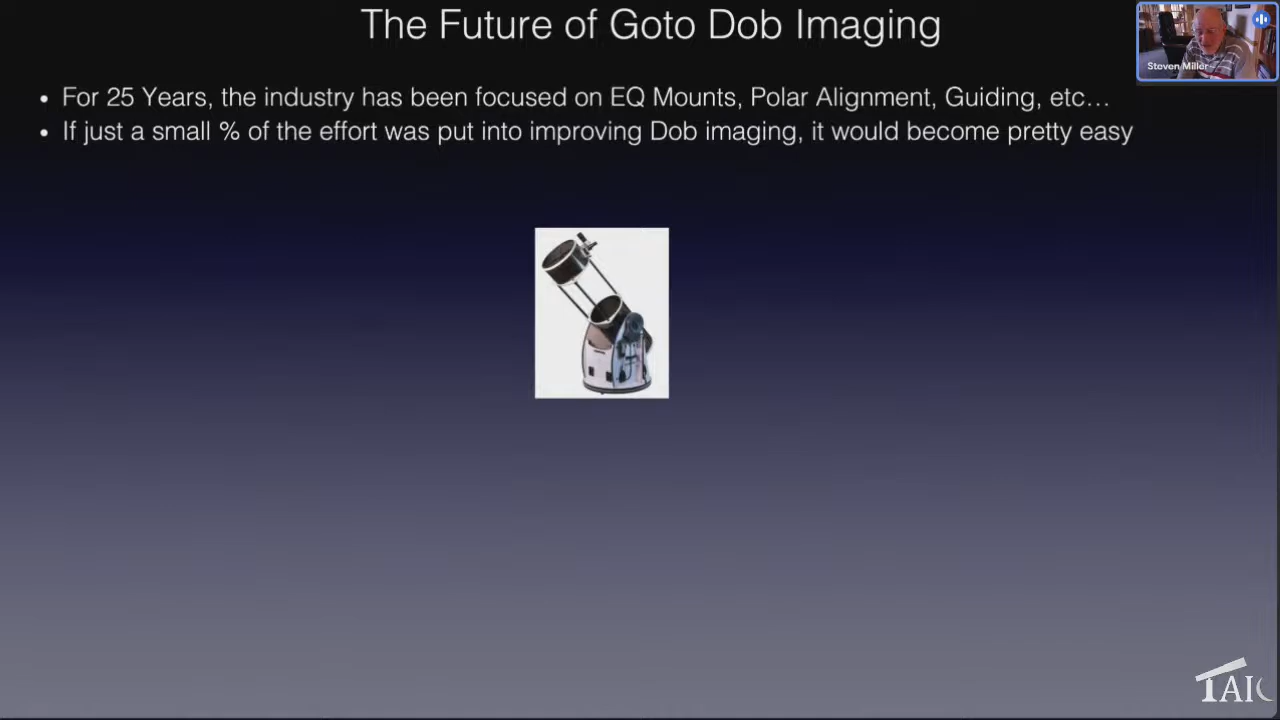 The Future of Goto Dob Imaging
Steven Miller
• For 25 Years, the industry has been focused on EQ Mounts, Polar Alignment, Guiding, etc…
• If just a small % of the effort was put into improving Dob imaging, it would become pretty easy
TAIC